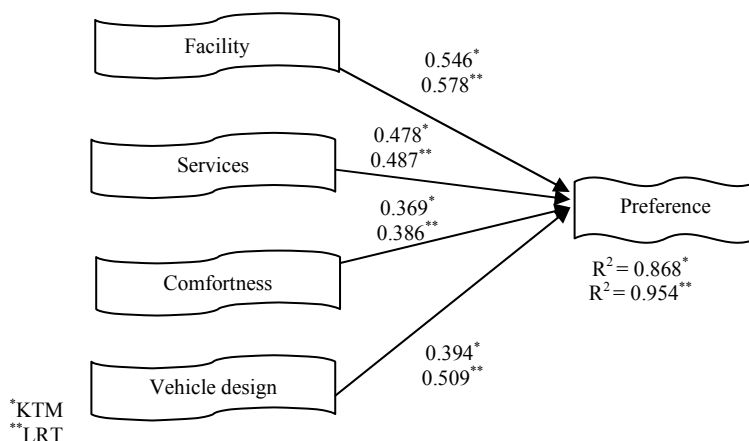 Facility
0.546*
0.578**
Services
0.478*
0.487**
Preference
0.369*
0.386**
R² = 0.868*
R² = 0.954**
Comfortness
0.394*
0.509**
Vehicle design
*KTM
**LRT